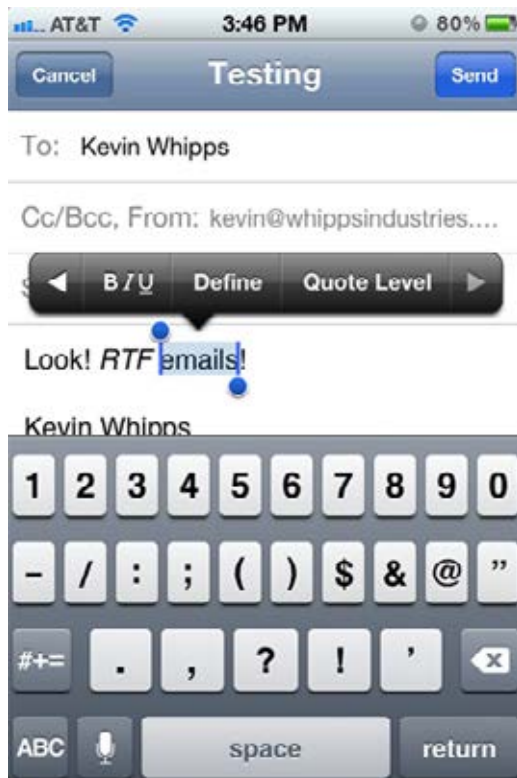 AT&T 3:46 PM 80%
Cancel Testing Send
To: Kevin Whipps
Cc/Bcc, From: kevin@whippsindustries....
S
B I U Define Quote Level
Look! RTF emails!
Kevin Whipps
1 2 3 4 5 6 7 8 9 0
- / : ; ( ) $ & @ ”
#+= . , ? ! ’
ABC space return